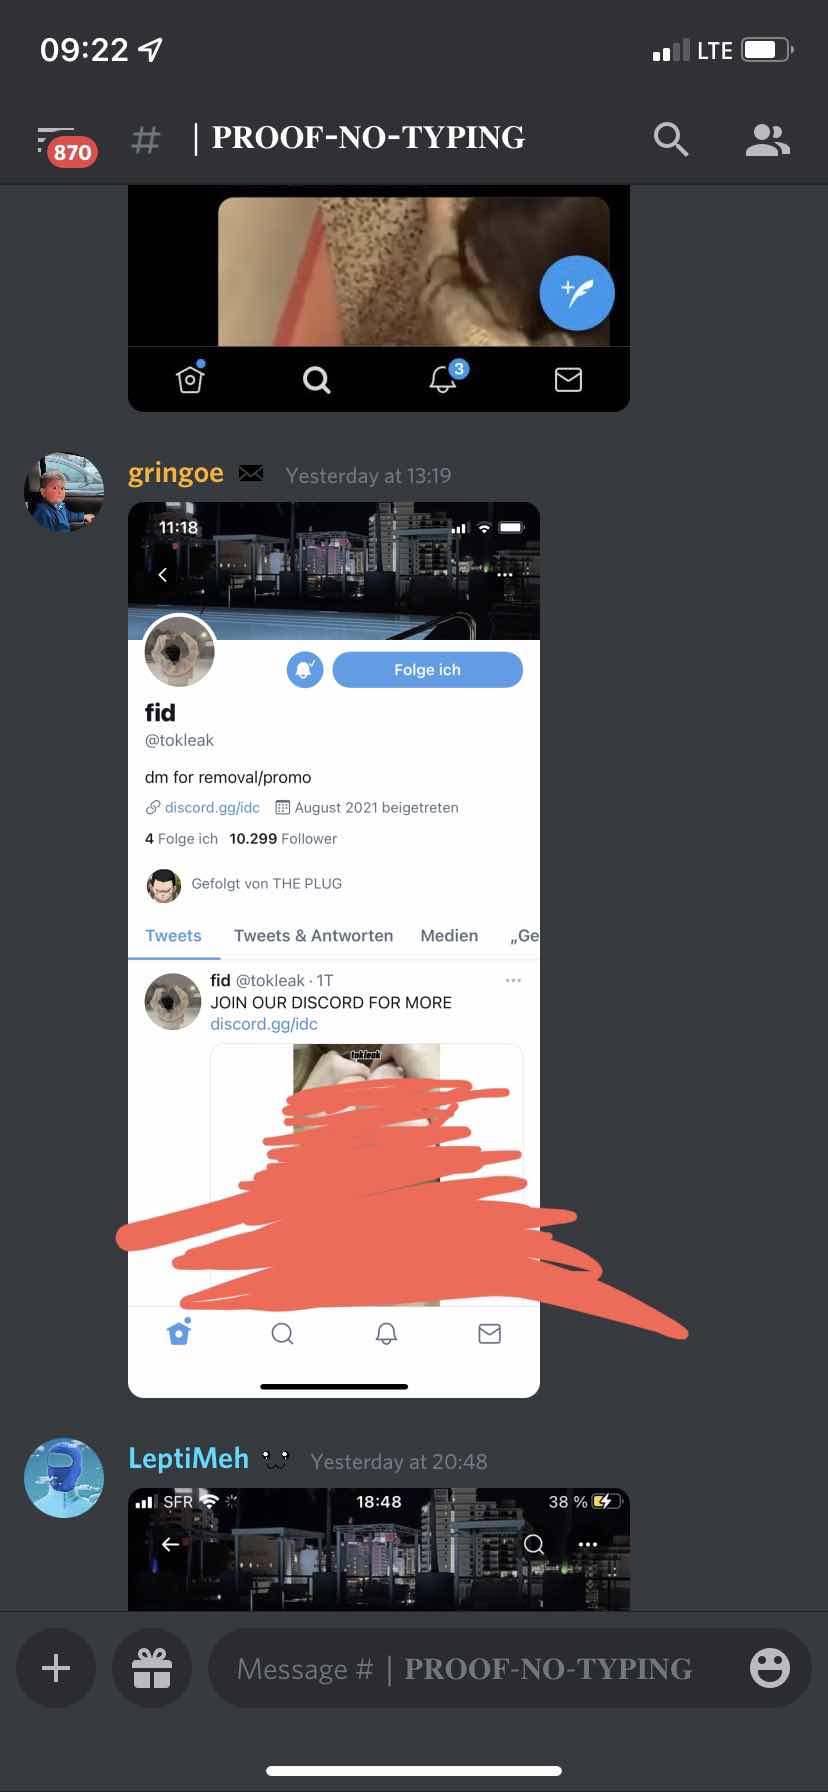 09:22
LTE
870
# | PROOF-NO-TYPING
3
gringoe Yesterday at 13:19
11:18
Folge ich
fid
@tokleak
dm for removal/promo
discord.gg/idc August 2021 beigetreten
4 Folge ich 10.299 Follower
Gefolgt von THE PLUG
Tweets Tweets & Antworten Medien „Ge
fid @tokleak · 1T
JOIN OUR DISCORD FOR MORE
discord.gg/idc
tokleak
LeptiMeh Yesterday at 20:48
SFR 18:48 38 %
Message # | PROOF-NO-TYPING